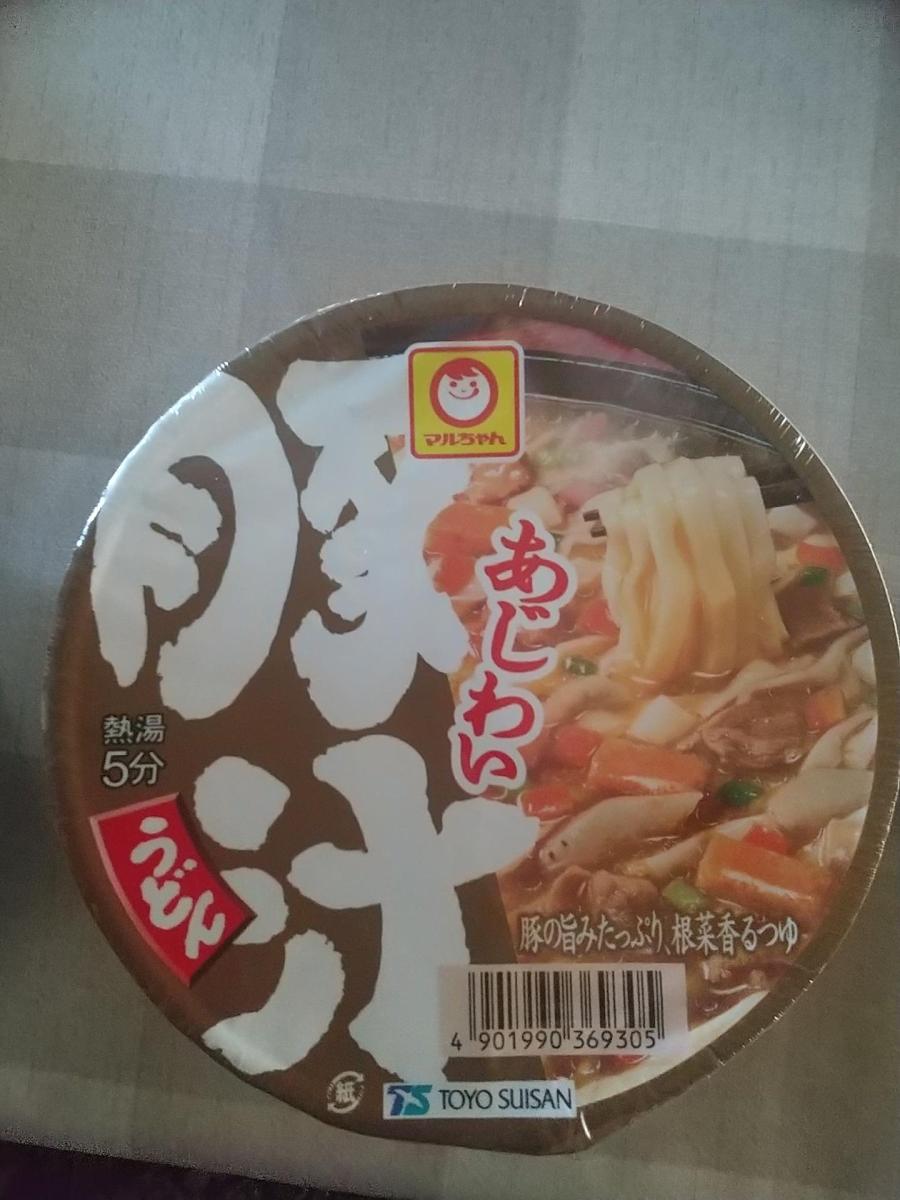 マルちゃん
あじわい
豚汁
うどん
熱湯
5分
豚の旨みたっぷり、根菜香るつゆ
4 901990 369305
紙
TS TOYO SUISAN